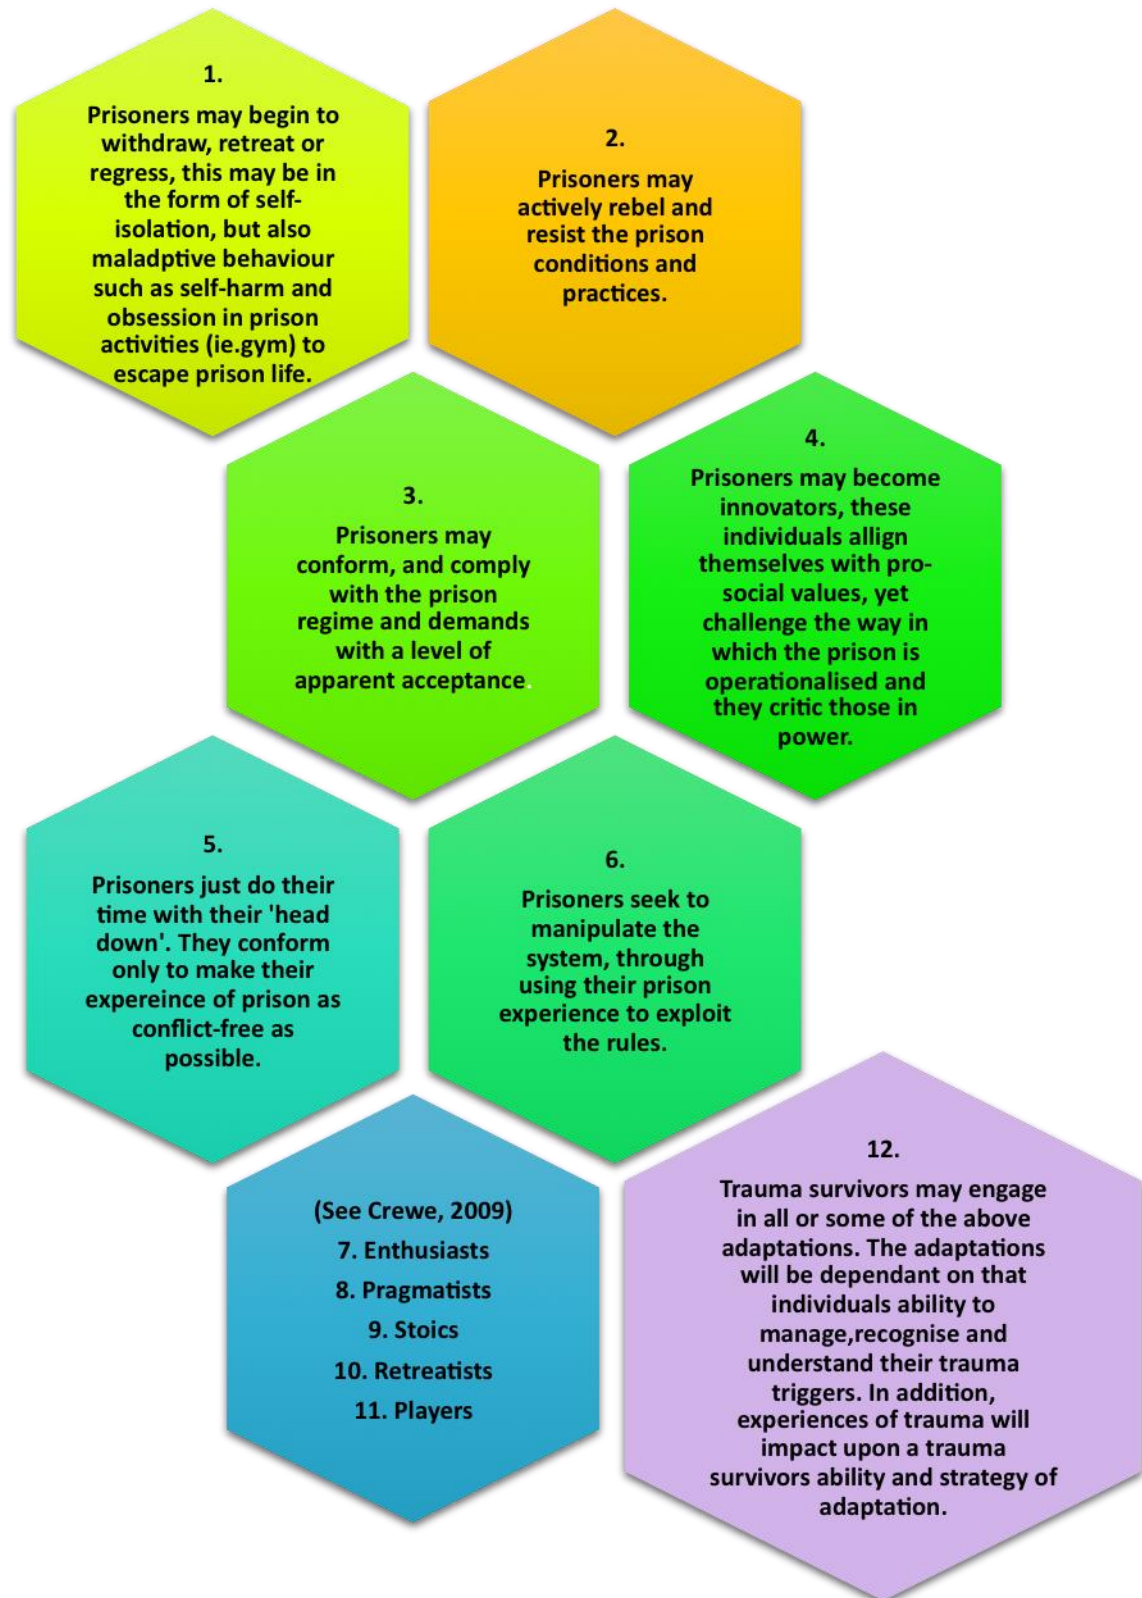 1.
Prisoners may begin to
withdraw, retreat or
regress, this may be in
the form of self-
isolation, but also
maladptive behaviour
such as self-harm and
obsession in prison
activities (ie.gym) to
escape prison life.
2.
Prisoners may
actively rebel and
resist the prison
conditions and
practices.
3.
Prisoners may
conform, and comply
with the prison
regime and demands
with a level of
apparent acceptance.
4.
Prisoners may become
innovators, these
individuals allign
themselves with pro-
social values, yet
challenge the way in
which the prison is
operationalised and
they critic those in
power.
5.
Prisoners just do their
time with their 'head
down'. They conform
only to make their
expereince of prison as
conflict-free as
possible.
6.
Prisoners seek to
manipulate the
system, through
using their prison
experience to exploit
the rules.
(See Crewe, 2009)
7. Enthusiasts
8. Pragmatists
9. Stoics
10. Retreatists
11. Players
12.
Trauma survivors may engage
in all or some of the above
adaptations. The adaptations
will be dependant on that
individuals ability to
manage,recognise and
understand their trauma
triggers. In addition,
experiences of trauma will
impact upon a trauma
survivors ability and strategy of
adaptation.